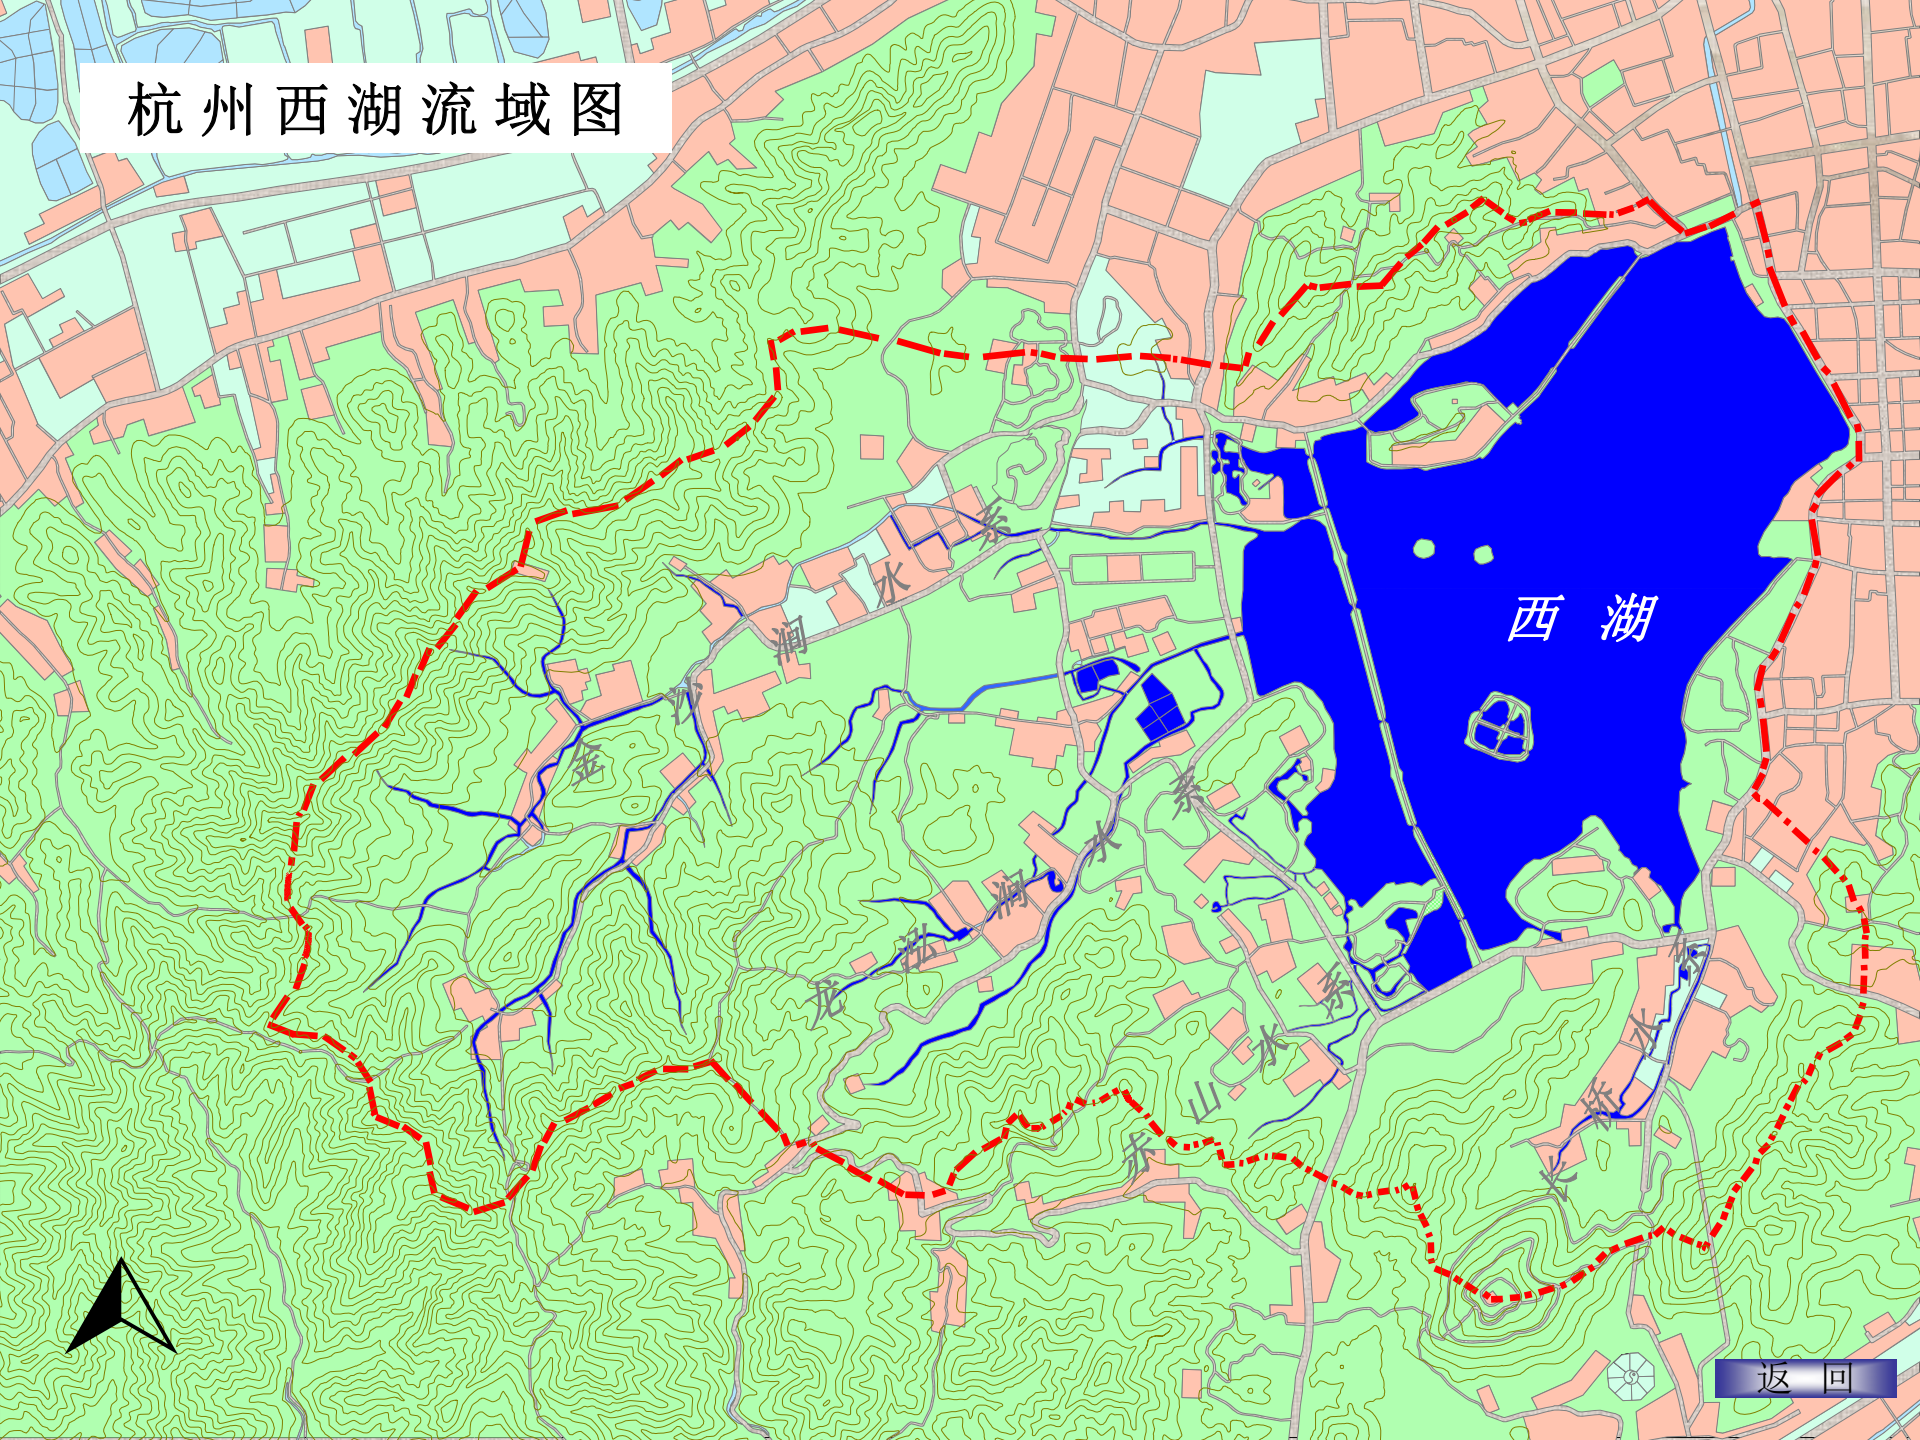 杭州西湖流域图
西湖
金沙涧水系
龙泓涧水系
赤山水系
长桥水系
返回